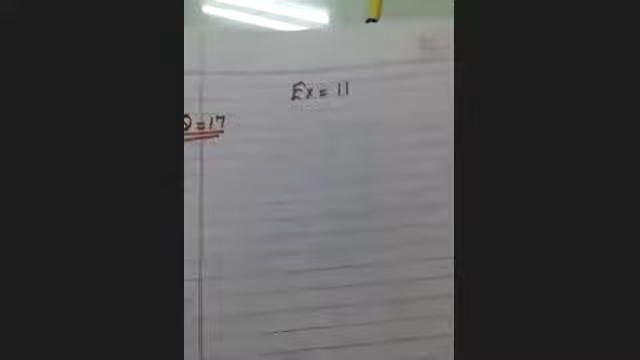 Ex = 11
Q = 17